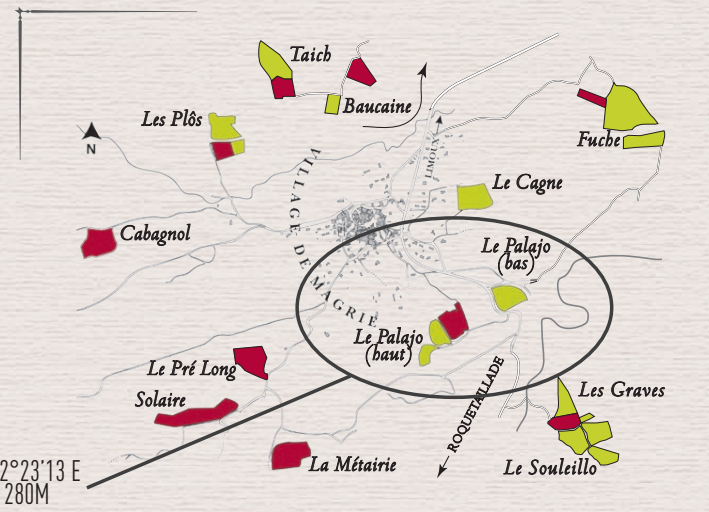 Taich
Baucaine
Les Plôs
N
Fuche
LIMOUX
VILLAGE DE MAGRIE
Le Cagne
Cabagnol
Le Palajo
(bas)
Le Palajo
(haut)
Le Pré Long
Solaire
ROQUETAILLADE
Les Graves
La Métairie
Le Souleillo
2°23'13 E
280M